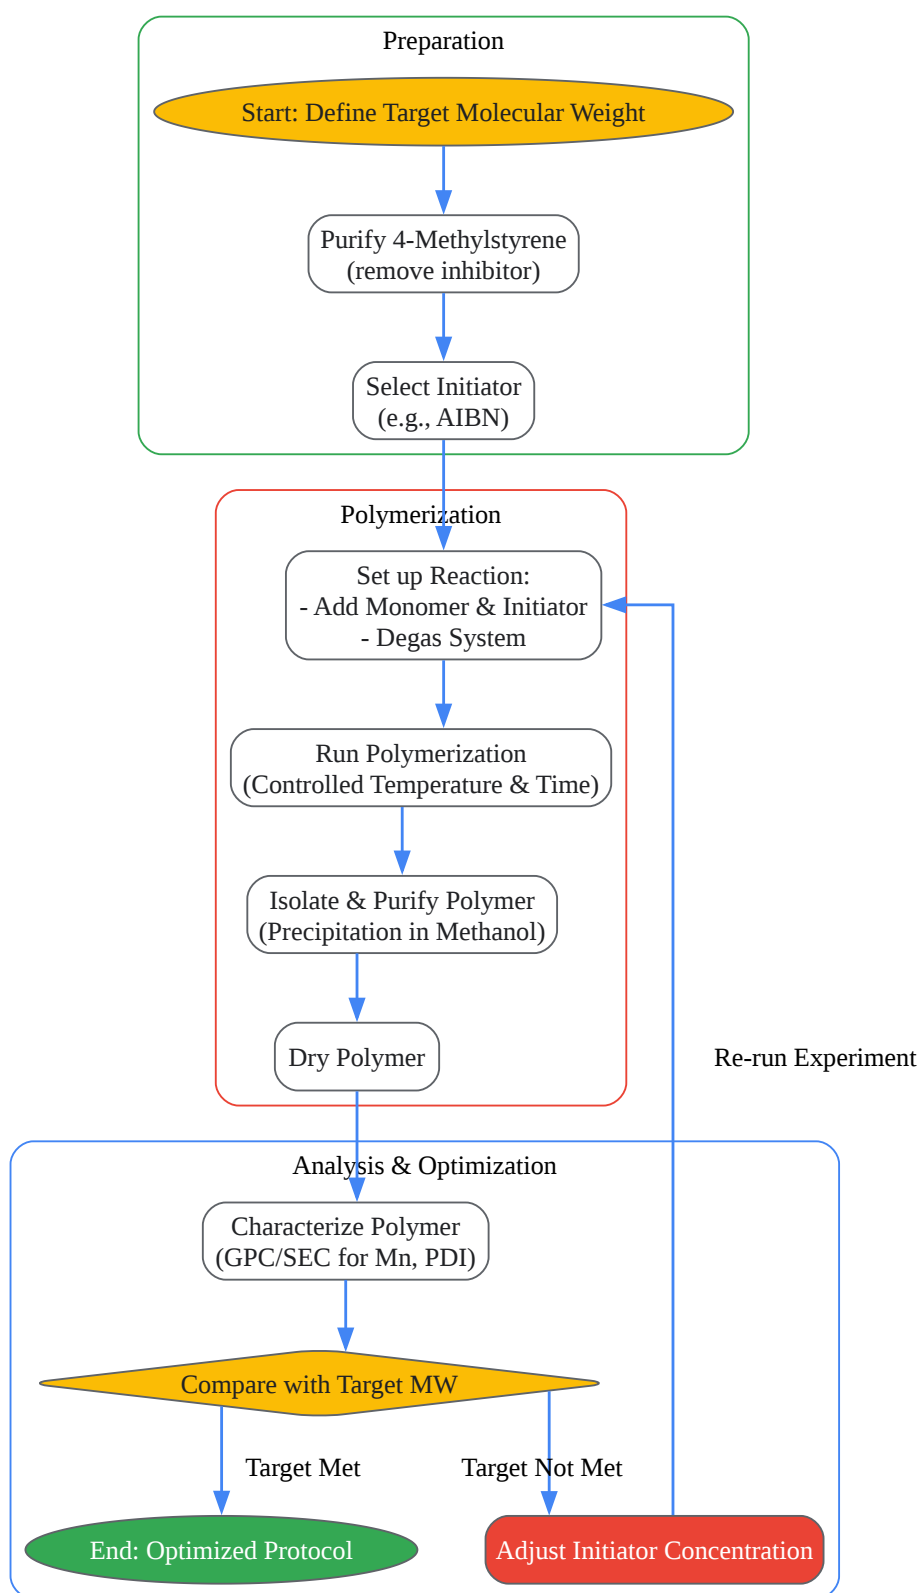 Preparation
Start: Define Target Molecular Weight
Purify 4-Methylstyrene
(remove inhibitor)
Select Initiator
(e.g., AIBN)
Polymerization
Set up Reaction:
- Add Monomer & Initiator
- Degas System
Run Polymerization
(Controlled Temperature & Time)
Isolate & Purify Polymer
(Precipitation in Methanol)
Dry Polymer
Re-run Experiment
Analysis & Optimization
Characterize Polymer
(GPC/SEC for Mn, PDI)
Compare with Target MW
Target Met
Target Not Met
End: Optimized Protocol
Adjust Initiator Concentration